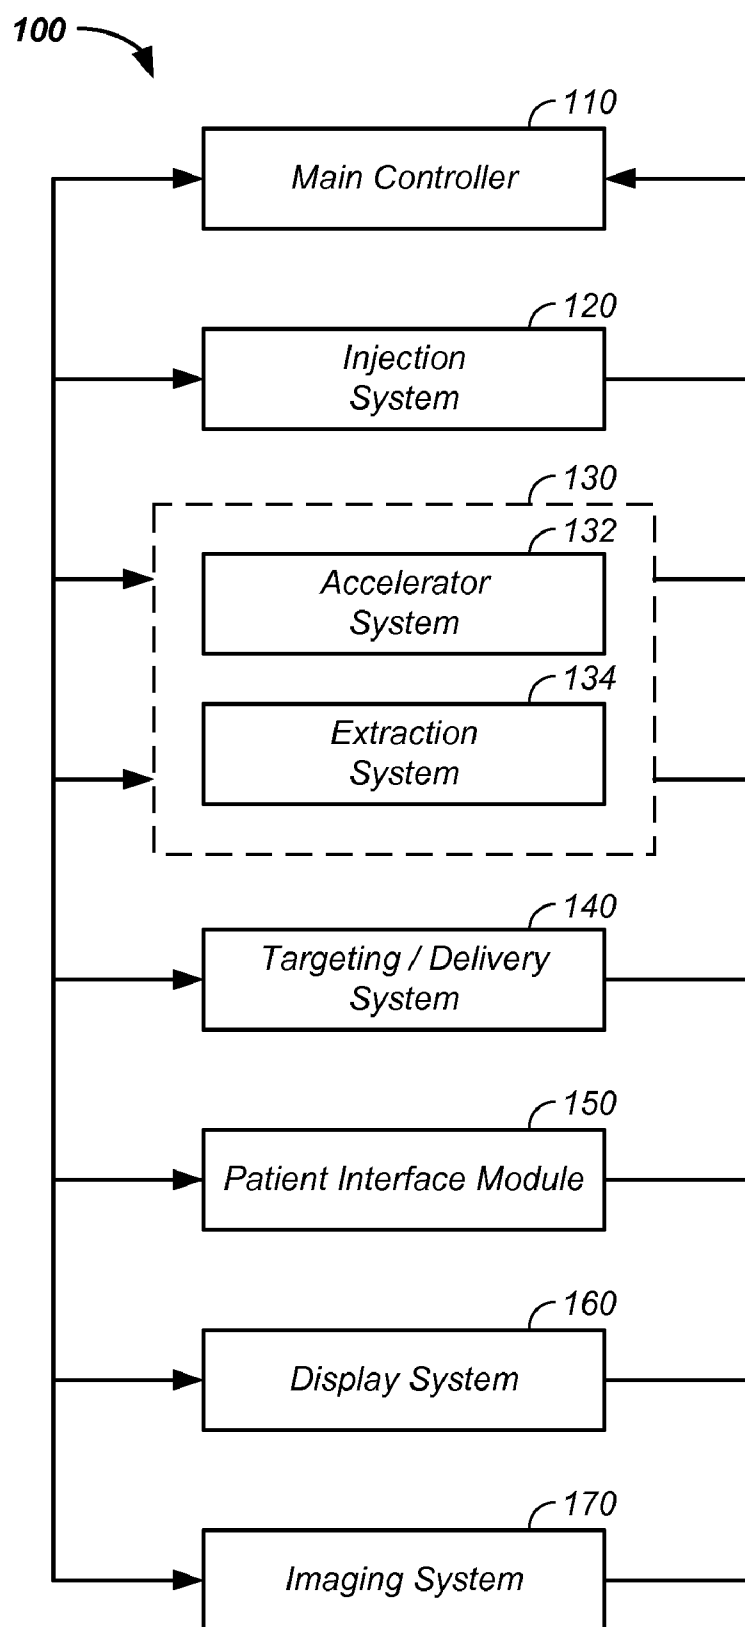 100
110
Main Controller
120
Injection
System
130
132
Accelerator
System
134
Extraction
System
140
Targeting / Delivery
System
150
Patient Interface Module
160
Display System
170
Imaging System